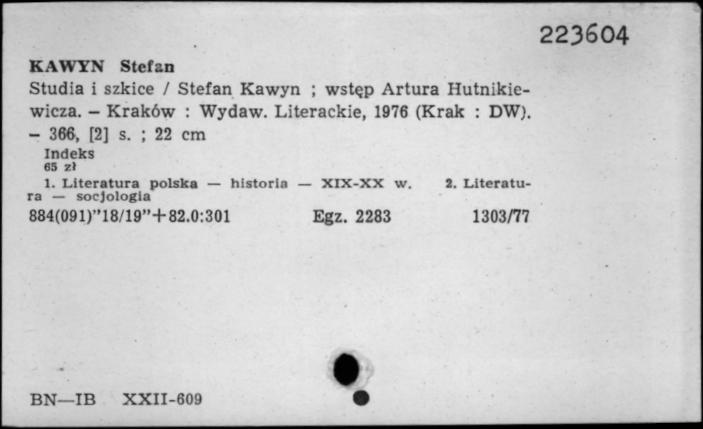 223604
KAWYN Stefan
Studia i szkice / Stefan Kawyn ; wstęp Artura Hutnikie-
wicza. – Kraków : Wydaw. Literackie, 1976 (Krak : DW).
– 366, [2] s. ; 22 cm
Indeks
65 zł
1. Literatura polska — historia — XIX-XX w. 2. Literatu-
ra — socjologia
884(091)"18/19"+82.0:301 Egz. 2283 1303/77
BN—IB XXII-609